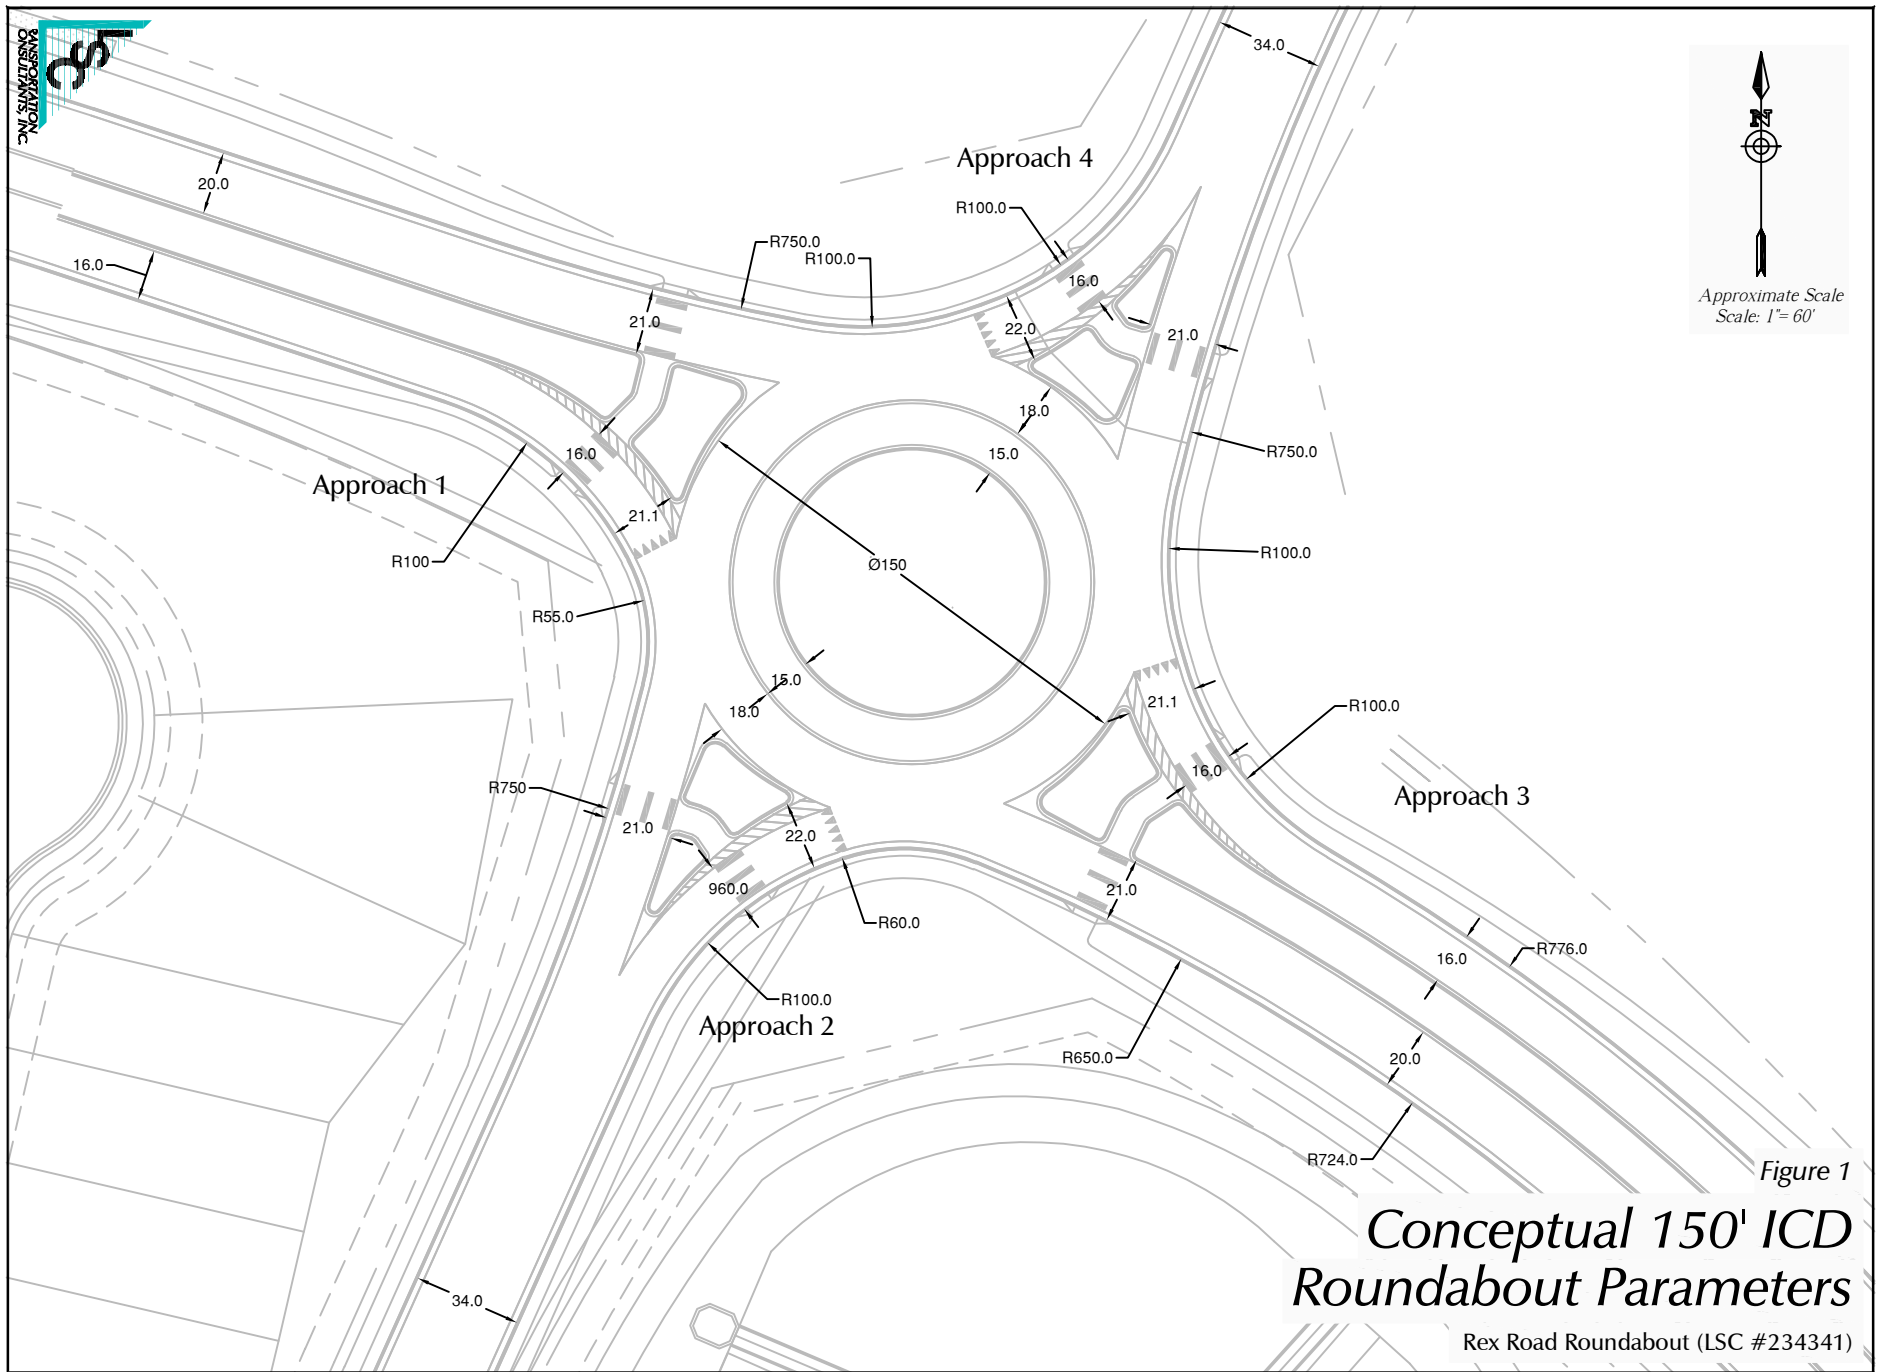 LSC
TRANSPORTATION
CONSULTANTS, INC.
34.0
Approach 4
N
Approximate Scale
Scale: 1"= 60'
20.0
R100.0
R750.0
R100.0
16.0
16.0
21.0
22.0
21.0
18.0
15.0
R750.0
16.0
Approach 1
21.1
R100
Ø150
R100.0
R55.0
15.0
18.0
21.1
R100.0
R750
16.0
Approach 3
21.0
22.0
960.0
21.0
R60.0
16.0
R776.0
R100.0
Approach 2
R650.0
20.0
R724.0
34.0
Figure 1
Conceptual 150' ICD
Roundabout Parameters
Rex Road Roundabout (LSC #234341)